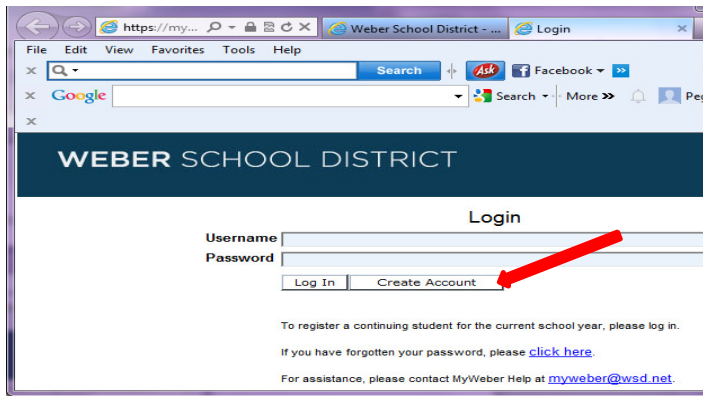 https://my... Weber School District - ... Login
File Edit View Favorites Tools Help
Search Ask Facebook
Google Search More »
WEBER SCHOOL DISTRICT
Login
Username
Password
Log In Create Account
To register a continuing student for the current school year, please log in.
If you have forgotten your password, please click here.
For assistance, please contact MyWeber Help at myweber@wsd.net.